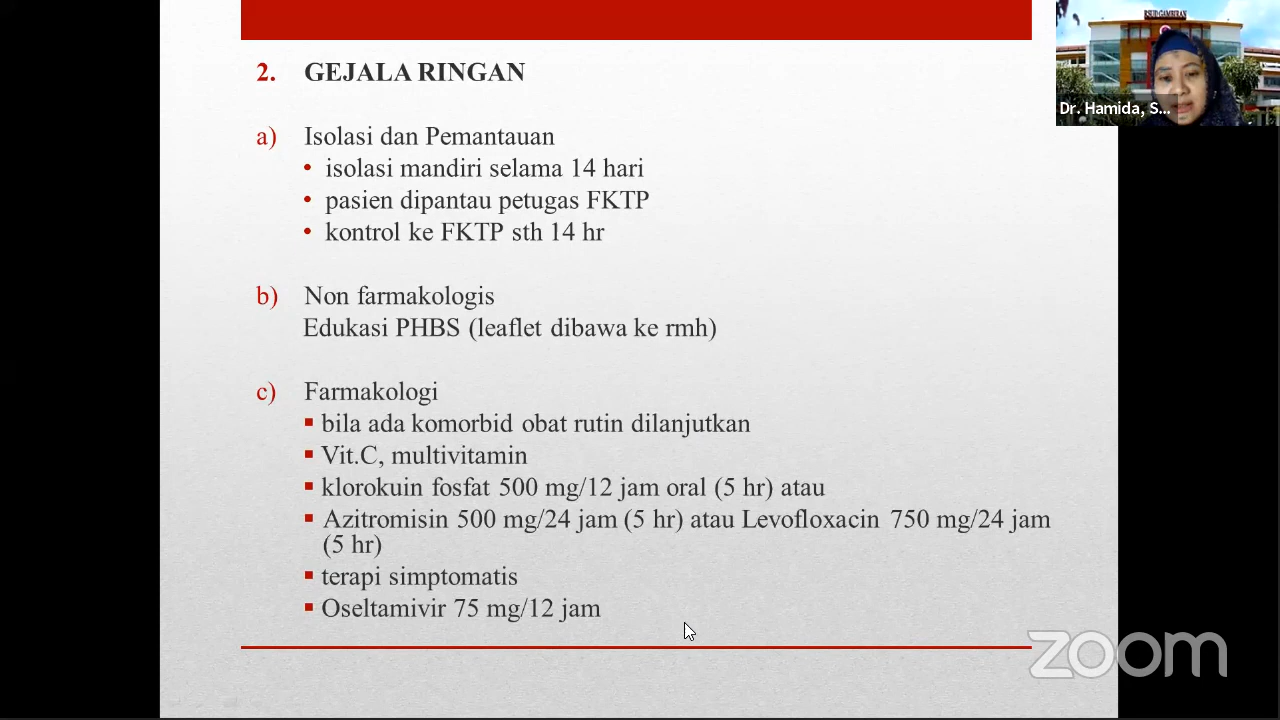 RSUD GAMBIRAN
Dr. Hamida, S...
2. GEJALA RINGAN
a) Isolasi dan Pemantauan
• isolasi mandiri selama 14 hari
• pasien dipantau petugas FKTP
• kontrol ke FKTP sth 14 hr
b) Non farmakologis
Edukasi PHBS (leaflet dibawa ke rmh)
c) Farmakologi
▪ bila ada komorbid obat rutin dilanjutkan
▪ Vit.C, multivitamin
▪ klorokuin fosfat 500 mg/12 jam oral (5 hr) atau
▪ Azitromisin 500 mg/24 jam (5 hr) atau Levofloxacin 750 mg/24 jam
(5 hr)
▪ terapi simptomatis
▪ Oseltamivir 75 mg/12 jam
zoom